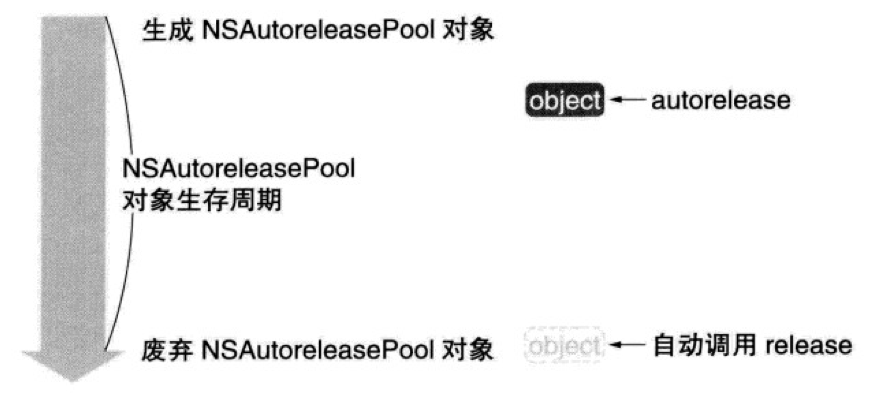 生成 NSAutoreleasePool 对象
object
autorelease
NSAutoreleasePool
对象生存周期
废弃 NSAutoreleasePool 对象
object
自动调用 release